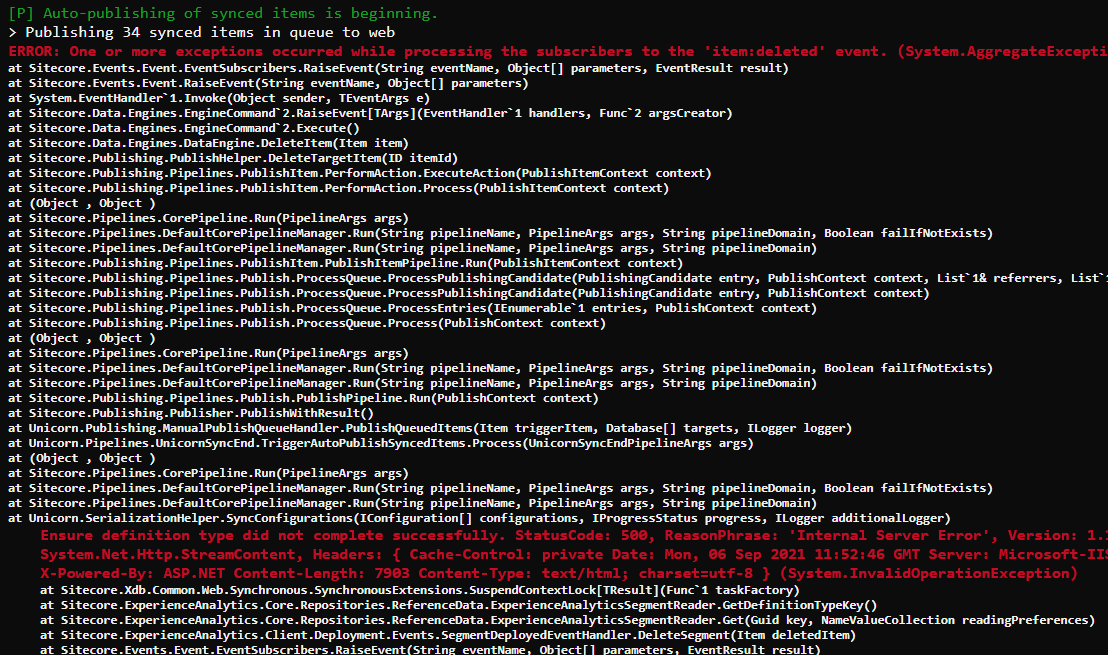 [P] Auto-publishing of synced items is beginning.
> Publishing 34 synced items in queue to web
ERROR: One or more exceptions occurred while processing the subscribers to the 'item:deleted' event. (System.AggregateExcepti
at Sitecore.Events.Event.EventSubscribers.RaiseEvent(String eventName, Object[] parameters, EventResult result)
at Sitecore.Events.Event.RaiseEvent(String eventName, Object[] parameters)
at System.EventHandler`1.Invoke(Object sender, TEventArgs e)
at Sitecore.Data.Engines.EngineCommand`2.RaiseEvent[TArgs](EventHandler`1 handlers, Func`2 argsCreator)
at Sitecore.Data.Engines.EngineCommand`2.Execute()
at Sitecore.Data.Engines.DataEngine.DeleteItem(Item item)
at Sitecore.Publishing.PublishHelper.DeleteTargetItem(ID itemId)
at Sitecore.Publishing.Pipelines.PublishItem.PerformAction.ExecuteAction(PublishItemContext context)
at Sitecore.Publishing.Pipelines.PublishItem.PerformAction.Process(PublishItemContext context)
at (Object , Object )
at Sitecore.Pipelines.CorePipeline.Run(PipelineArgs args)
at Sitecore.Pipelines.DefaultCorePipelineManager.Run(String pipelineName, PipelineArgs args, String pipelineDomain, Boolean failIfNotExists)
at Sitecore.Pipelines.DefaultCorePipelineManager.Run(String pipelineName, PipelineArgs args, String pipelineDomain)
at Sitecore.Publishing.Pipelines.PublishItem.PublishItemPipeline.Run(PublishItemContext context)
at Sitecore.Publishing.Pipelines.Publish.ProcessQueue.ProcessPublishingCandidate(PublishingCandidate entry, PublishContext context, List`1& referrers, List`1
at Sitecore.Publishing.Pipelines.Publish.ProcessQueue.ProcessPublishingCandidate(PublishingCandidate entry, PublishContext context)
at Sitecore.Publishing.Pipelines.Publish.ProcessQueue.ProcessEntries(IEnumerable`1 entries, PublishContext context)
at Sitecore.Publishing.Pipelines.Publish.ProcessQueue.Process(PublishContext context)
at (Object , Object )
at Sitecore.Pipelines.CorePipeline.Run(PipelineArgs args)
at Sitecore.Pipelines.DefaultCorePipelineManager.Run(String pipelineName, PipelineArgs args, String pipelineDomain, Boolean failIfNotExists)
at Sitecore.Pipelines.DefaultCorePipelineManager.Run(String pipelineName, PipelineArgs args, String pipelineDomain)
at Sitecore.Publishing.Pipelines.Publish.PublishPipeline.Run(PublishContext context)
at Sitecore.Publishing.Publisher.PublishWithResult()
at Unicorn.Publishing.ManualPublishQueueHandler.PublishQueuedItems(Item triggerItem, Database[] targets, ILogger logger)
at Unicorn.Pipelines.UnicornSyncEnd.TriggerAutoPublishSyncedItems.Process(UnicornSyncEndPipelineArgs args)
at (Object , Object )
at Sitecore.Pipelines.CorePipeline.Run(PipelineArgs args)
at Sitecore.Pipelines.DefaultCorePipelineManager.Run(String pipelineName, PipelineArgs args, String pipelineDomain, Boolean failIfNotExists)
at Sitecore.Pipelines.DefaultCorePipelineManager.Run(String pipelineName, PipelineArgs args, String pipelineDomain)
at Unicorn.SerializationHelper.SyncConfigurations(IConfiguration[] configurations, IProgressStatus progress, ILogger additionalLogger)
Ensure definition type did not complete successfully. StatusCode: 500, ReasonPhrase: 'Internal Server Error', Version: 1.1
System.Net.Http.StreamContent, Headers: { Cache-Control: private Date: Mon, 06 Sep 2021 11:52:46 GMT Server: Microsoft-IIS
X-Powered-By: ASP.NET Content-Length: 7903 Content-Type: text/html; charset=utf-8 } (System.InvalidOperationException)
at Sitecore.Xdb.Common.Web.Synchronous.SynchronousExtensions.SuspendContextLock[TResult](Func`1 taskFactory)
at Sitecore.ExperienceAnalytics.Core.Repositories.ReferenceData.ExperienceAnalyticsSegmentReader.GetDefinitionTypeKey()
at Sitecore.ExperienceAnalytics.Core.Repositories.ReferenceData.ExperienceAnalyticsSegmentReader.Get(Guid key, NameValueCollection readingPreferences)
at Sitecore.ExperienceAnalytics.Client.Deployment.Events.SegmentDeployedEventHandler.DeleteSegment(Item deletedItem)
at Sitecore.Events.Event.EventSubscribers.RaiseEvent(String eventName, Object[] parameters, EventResult result)